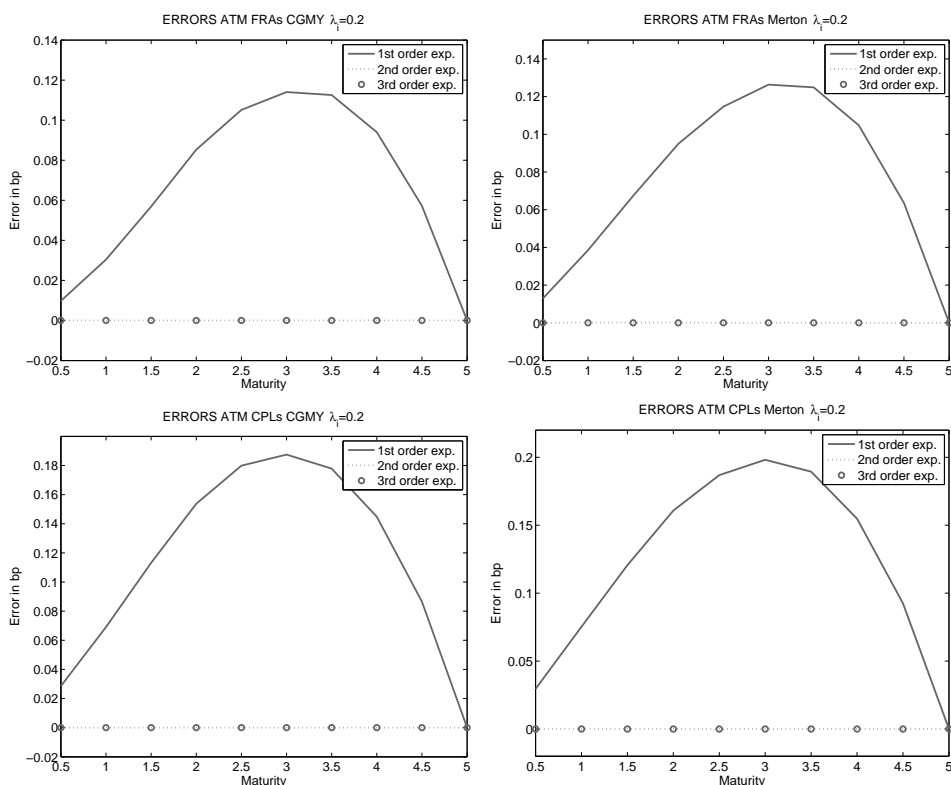 ERRORS ATM FRAs CGMY λi=0.2
0.14
0.12
0.1
0.08
0.06
0.04
0.02
0
−0.02
Error in bp
1st order exp.
2nd order exp.
3rd order exp.
0.5 1 1.5 2 2.5 3 3.5 4 4.5 5
Maturity
ERRORS ATM FRAs Merton λi=0.2
0.14
0.12
0.1
0.08
0.06
0.04
0.02
0
−0.02
Error in bp
1st order exp.
2nd order exp.
3rd order exp.
0.5 1 1.5 2 2.5 3 3.5 4 4.5 5
Maturity
ERRORS ATM CPLs CGMY λi=0.2
0.18
0.16
0.14
0.12
0.1
0.08
0.06
0.04
0.02
0
−0.02
Error in bp
1st order exp.
2nd order exp.
3rd order exp.
0.5 1 1.5 2 2.5 3 3.5 4 4.5 5
Maturity
ERRORS ATM CPLs Merton λi=0.2
0.2
0.15
0.1
0.05
0
Error in bp
1st order exp.
2nd order exp.
3rd order exp.
0.5 1 1.5 2 2.5 3 3.5 4 4.5 5
Maturity